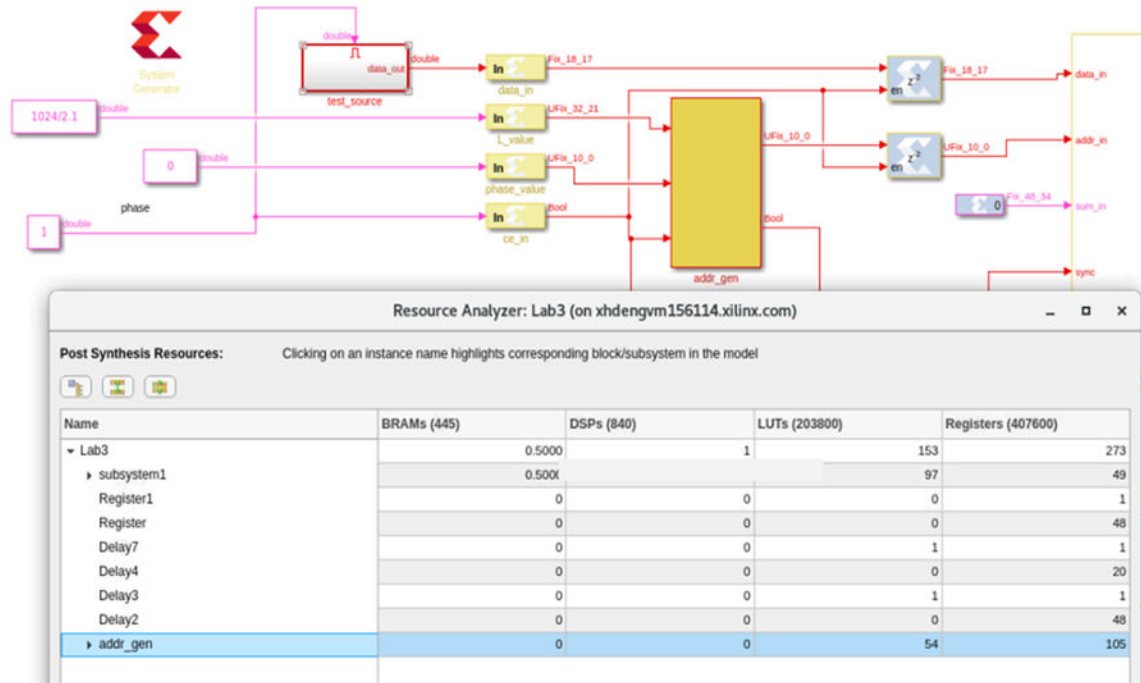 System
Generator
double
data_out
double
test_source
In
Fix_18_17
data_in
z⁻²
en
Fix_18_17
data_in
1024/2.1
double
In
UFix_32_21
L_value
UFix_10_0
z⁻²
en
UFix_10_0
addr_in
0
double
In
UFix_10_0
phase_value
phase
1
double
In
Bool
ce_in
Bool
addr_gen
0
Fix_48_34
sum_in
sync
Resource Analyzer: Lab3 (on xhdengvm156114.xilinx.com)
Post Synthesis Resources: Clicking on an instance name highlights corresponding block/subsystem in the model
Name BRAMs (445) DSPs (840) LUTs (203800) Registers (407600)
Lab3 0.5000 1 153 273
subsystem1 97 49
Register1 0 0 0 1
Register 0 0 0 48
Delay7 0 0 1 1
Delay4 0 0 0 20
Delay3 0 0 1 1
Delay2 0 0 0 48
addr_gen 0 0 54 105